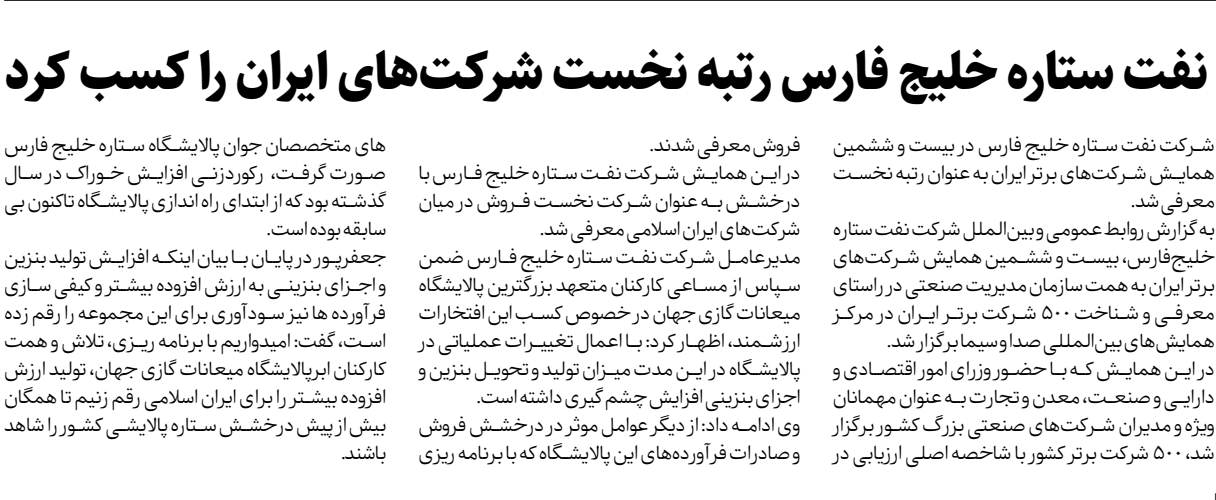 نفت ستاره خلیج فارس رتبه نخست شرکت‌های ایران را کسب کرد
شرکت نفت ستاره خلیج فارس در بیست و ششمین
همایش شرکت‌های برتر ایران به عنوان رتبه نخست
معرفی شد.
به گزارش روابط عمومی و بین‌الملل شرکت نفت ستاره
خلیج‌فارس، بیست و ششمین همایش شرکت‌های
برتر ایران به همت سازمان مدیریت صنعتی در راستای
معرفی و شناخت ۵۰۰ شرکت برتر ایران در مرکز
همایش‌های بین‌المللی صدا و سیما برگزار شد.
در این همایش که با حضور وزرای امور اقتصادی و
دارایی و صنعت، معدن و تجارت به عنوان مهمانان
ویژه و مدیران شرکت‌های صنعتی بزرگ کشور برگزار
شد، ۵۰۰ شرکت برتر کشور با شاخصه اصلی ارزیابی در
فروش معرفی شدند.
در این همایش شرکت نفت ستاره خلیج فارس با
درخشش به عنوان شرکت نخست فروش در میان
شرکت‌های ایران اسلامی معرفی شد.
مدیرعامل شرکت نفت ستاره خلیج فارس ضمن
سپاس از مساعی کارکنان متعهد بزرگترین پالایشگاه
میعانات گازی جهان در خصوص کسب این افتخارات
ارزشمند، اظهار کرد: با اعمال تغییرات عملیاتی در
پالایشگاه در این مدت میزان تولید و تحویل بنزین و
اجزای بنزینی افزایش چشم گیری داشته است.
وی ادامه داد: از دیگر عوامل موثر در درخشش فروش
و صادرات فرآورده‌های این پالایشگاه که با برنامه ریزی
های متخصصان جوان پالایشگاه ستاره خلیج فارس
صورت گرفت، رکوردزنی افزایش خوراک در سال
گذشته بود که از ابتدای راه اندازی پالایشگاه تاکنون بی
سابقه بوده است.
جعفرپور در پایان با بیان اینکه افزایش تولید بنزین
و اجزای بنزینی به ارزش افزوده بیشتر و کیفی سازی
فرآورده ها نیز سودآوری برای این مجموعه را رقم زده
است، گفت: امیدواریم با برنامه ریزی، تلاش و همت
کارکنان ابرپالایشگاه میعانات گازی جهان، تولید ارزش
افزوده بیشتر را برای ایران اسلامی رقم زنیم تا همگان
بیش از پیش درخشش ستاره پالایشی کشور را شاهد
باشند.